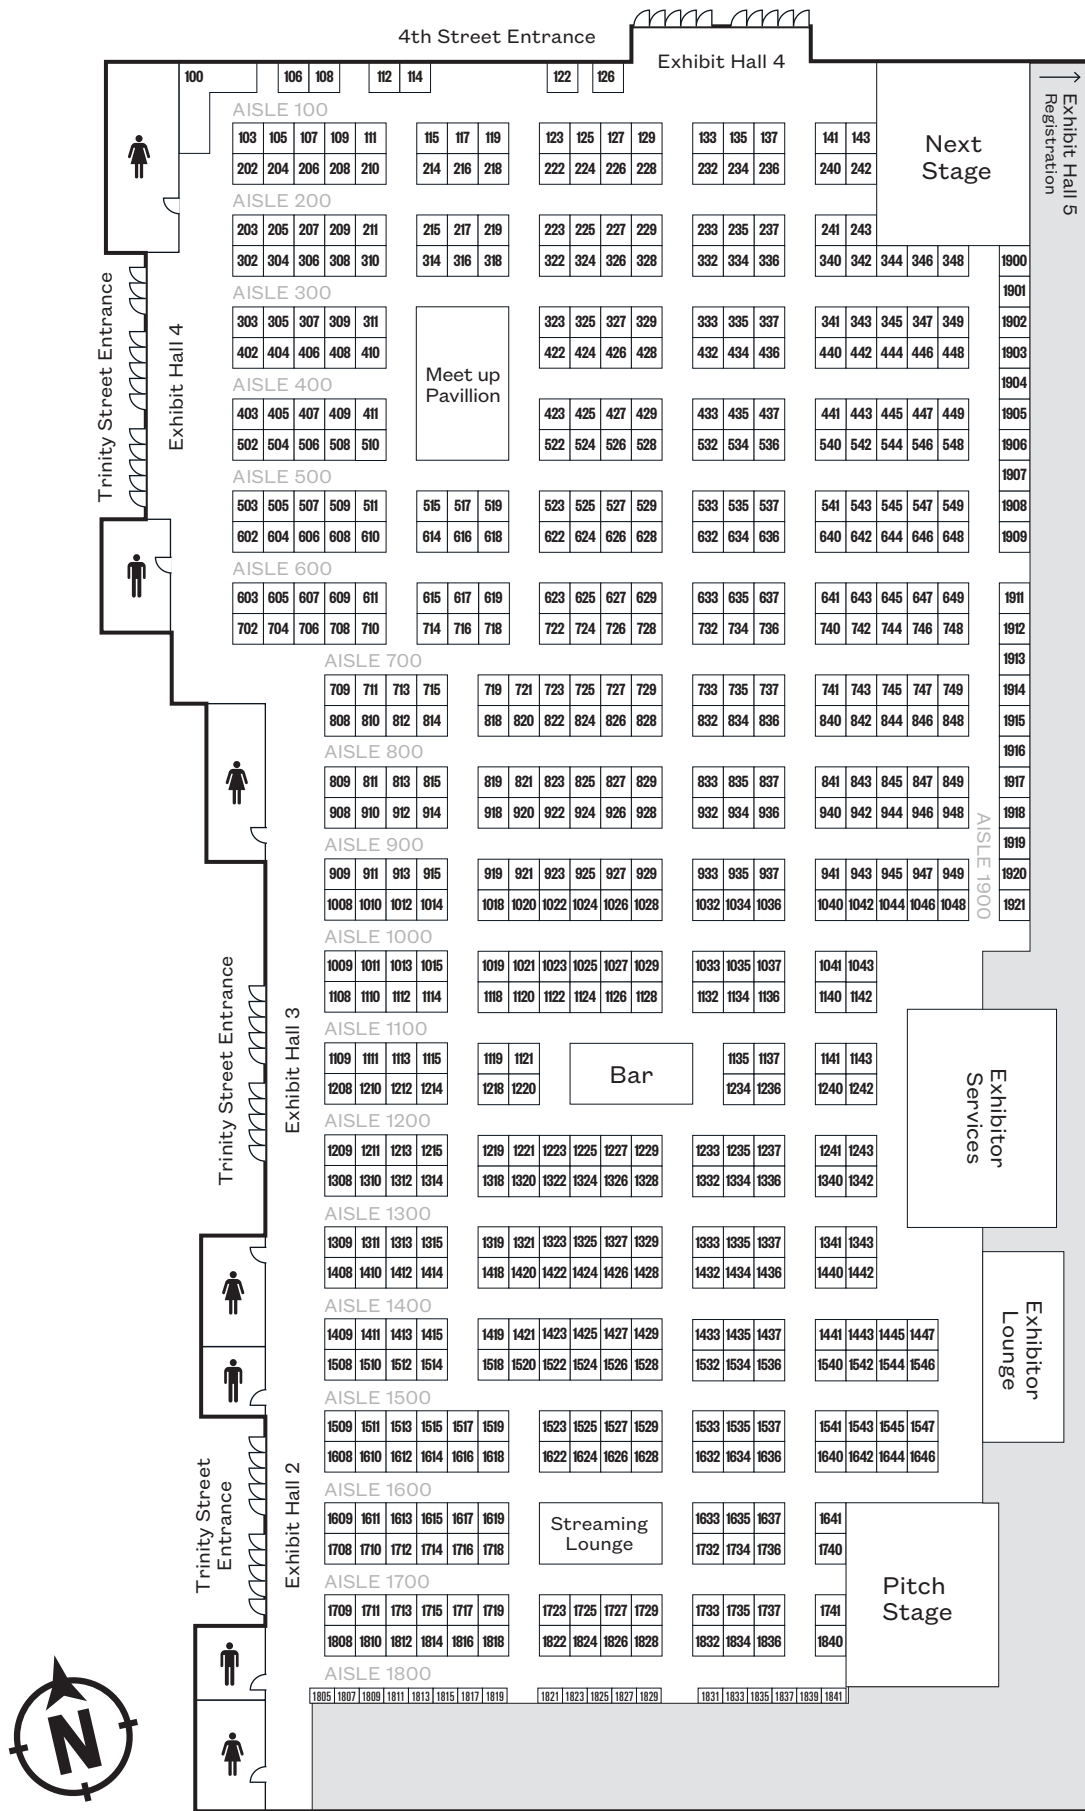 4th Street Entrance
Exhibit Hall 4
Exhibit Hall 5
Registration
100 106 108 112 114 122 126
AISLE 100
103 105 107 109 111 115 117 119 123 125 127 129 133 135 137 141 143
Next
Stage
202 204 206 208 210 214 216 218 222 224 226 228 232 234 236 240 242
AISLE 200
203 205 207 209 211 215 217 219 223 225 227 229 233 235 237 241 243
302 304 306 308 310 314 316 318 322 324 326 328 332 334 336 340 342 344 346 348 1900
1901
AISLE 300
303 305 307 309 311 323 325 327 329 333 335 337 341 343 345 347 349 1902
402 404 406 408 410 422 424 426 428 432 434 436 440 442 444 446 448 1903
Meet up
Pavillion
Trinity Street Entrance
Exhibit Hall 4
AISLE 400
1904
403 405 407 409 411 423 425 427 429 433 435 437 441 443 445 447 449 1905
502 504 506 508 510 522 524 526 528 532 534 536 540 542 544 546 548 1906
AISLE 500
1907
503 505 507 509 511 515 517 519 523 525 527 529 533 535 537 541 543 545 547 549 1908
602 604 606 608 610 614 616 618 622 624 626 628 632 634 636 640 642 644 646 648 1909
AISLE 600
603 605 607 609 611 615 617 619 623 625 627 629 633 635 637 641 643 645 647 649 1911
702 704 706 708 710 714 716 718 722 724 726 728 732 734 736 740 742 744 746 748 1912
AISLE 700
1913
709 711 713 715 719 721 723 725 727 729 733 735 737 741 743 745 747 749 1914
808 810 812 814 818 820 822 824 826 828 832 834 836 840 842 844 846 848 1915
AISLE 800
1916
809 811 813 815 819 821 823 825 827 829 833 835 837 841 843 845 847 849 1917
908 910 912 914 918 920 922 924 926 928 932 934 936 940 942 944 946 948 1918
AISLE 1900
AISLE 900
1919
909 911 913 915 919 921 923 925 927 929 933 935 937 941 943 945 947 949 1920
1008 1010 1012 1014 1018 1020 1022 1024 1026 1028 1032 1034 1036 1040 1042 1044 1046 1048 1921
AISLE 1000
1009 1011 1013 1015 1019 1021 1023 1025 1027 1029 1033 1035 1037 1041 1043
1108 1110 1112 1114 1118 1120 1122 1124 1126 1128 1132 1134 1136 1140 1142
Trinity Street Entrance
Exhibit Hall 3
AISLE 1100
1109 1111 1113 1115 1119 1121 1135 1137 1141 1143
Bar
1208 1210 1212 1214 1218 1220 1234 1236 1240 1242
Exhibitor
Services
AISLE 1200
1209 1211 1213 1215 1219 1221 1223 1225 1227 1229 1233 1235 1237 1241 1243
1308 1310 1312 1314 1318 1320 1322 1324 1326 1328 1332 1334 1336 1340 1342
AISLE 1300
1309 1311 1313 1315 1319 1321 1323 1325 1327 1329 1333 1335 1337 1341 1343
1408 1410 1412 1414 1418 1420 1422 1424 1426 1428 1432 1434 1436 1440 1442
Exhibitor
Lounge
AISLE 1400
1409 1411 1413 1415 1419 1421 1423 1425 1427 1429 1433 1435 1437 1441 1443 1445 1447
1508 1510 1512 1514 1518 1520 1522 1524 1526 1528 1532 1534 1536 1540 1542 1544 1546
AISLE 1500
1509 1511 1513 1515 1517 1519 1523 1525 1527 1529 1533 1535 1537 1541 1543 1545 1547
1608 1610 1612 1614 1616 1618 1622 1624 1626 1628 1632 1634 1636 1640 1642 1644 1646
Trinity Street
Entrance
Exhibit Hall 2
AISLE 1600
1609 1611 1613 1615 1617 1619 1633 1635 1637 1641
Streaming
Lounge
1708 1710 1712 1714 1716 1718 1732 1734 1736 1740
Pitch
Stage
AISLE 1700
1709 1711 1713 1715 1717 1719 1723 1725 1727 1729 1733 1735 1737 1741
1808 1810 1812 1814 1816 1818 1822 1824 1826 1828 1832 1834 1836 1840
AISLE 1800
1805 1807 1809 1811 1813 1815 1817 1819 1821 1823 1825 1827 1829 1831 1833 1835 1837 1839 1841
N